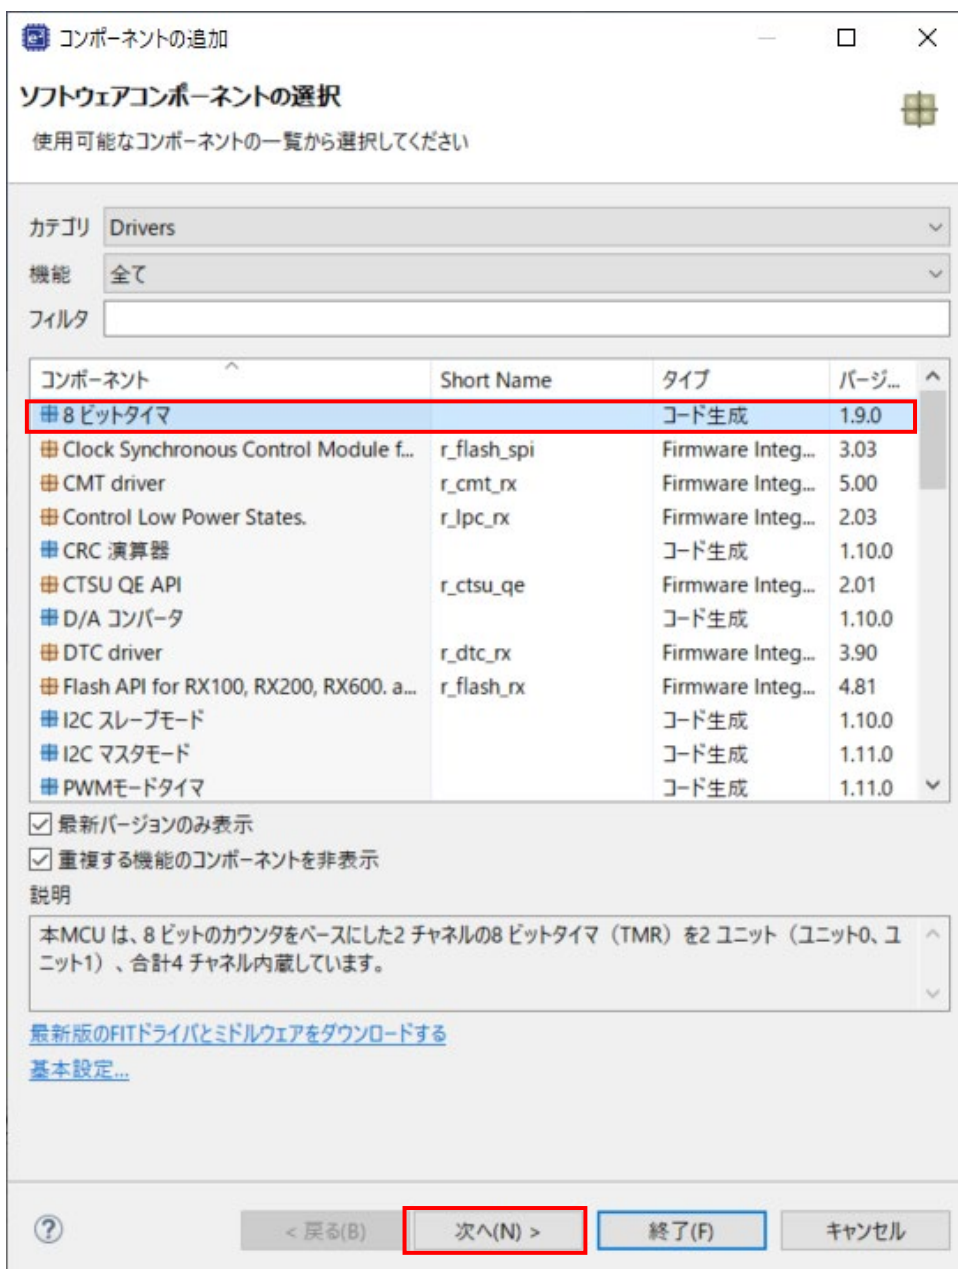 コンポーネントの追加
ソフトウェアコンポーネントの選択
使用可能なコンポーネントの一覧から選択してください
カテゴリ Drivers
機能 全て
フィルタ
コンポーネント Short Name タイプ バージ...
8 ビットタイマ コード生成 1.9.0
Clock Synchronous Control Module f... r_flash_spi Firmware Integ... 3.03
CMT driver r_cmt_rx Firmware Integ... 5.00
Control Low Power States. r_lpc_rx Firmware Integ... 2.03
CRC 演算器 コード生成 1.10.0
CTSU QE API r_ctsu_qe Firmware Integ... 2.01
D/A コンバータ コード生成 1.10.0
DTC driver r_dtc_rx Firmware Integ... 3.90
Flash API for RX100, RX200, RX600. a... r_flash_rx Firmware Integ... 4.81
I2C スレーブモード コード生成 1.10.0
I2C マスタモード コード生成 1.11.0
PWMモードタイマ コード生成 1.11.0
最新バージョンのみ表示
重複する機能のコンポーネントを非表示
説明
本MCU は、8 ビットのカウンタをベースにした2 チャネルの8 ビットタイマ（TMR）を2 ユニット（ユニット0、ユ
ニット1）、合計4 チャネル内蔵しています。
最新版のFITドライバとミドルウェアをダウンロードする
基本設定...
< 戻る(B) 次へ(N) > 終了(F) キャンセル